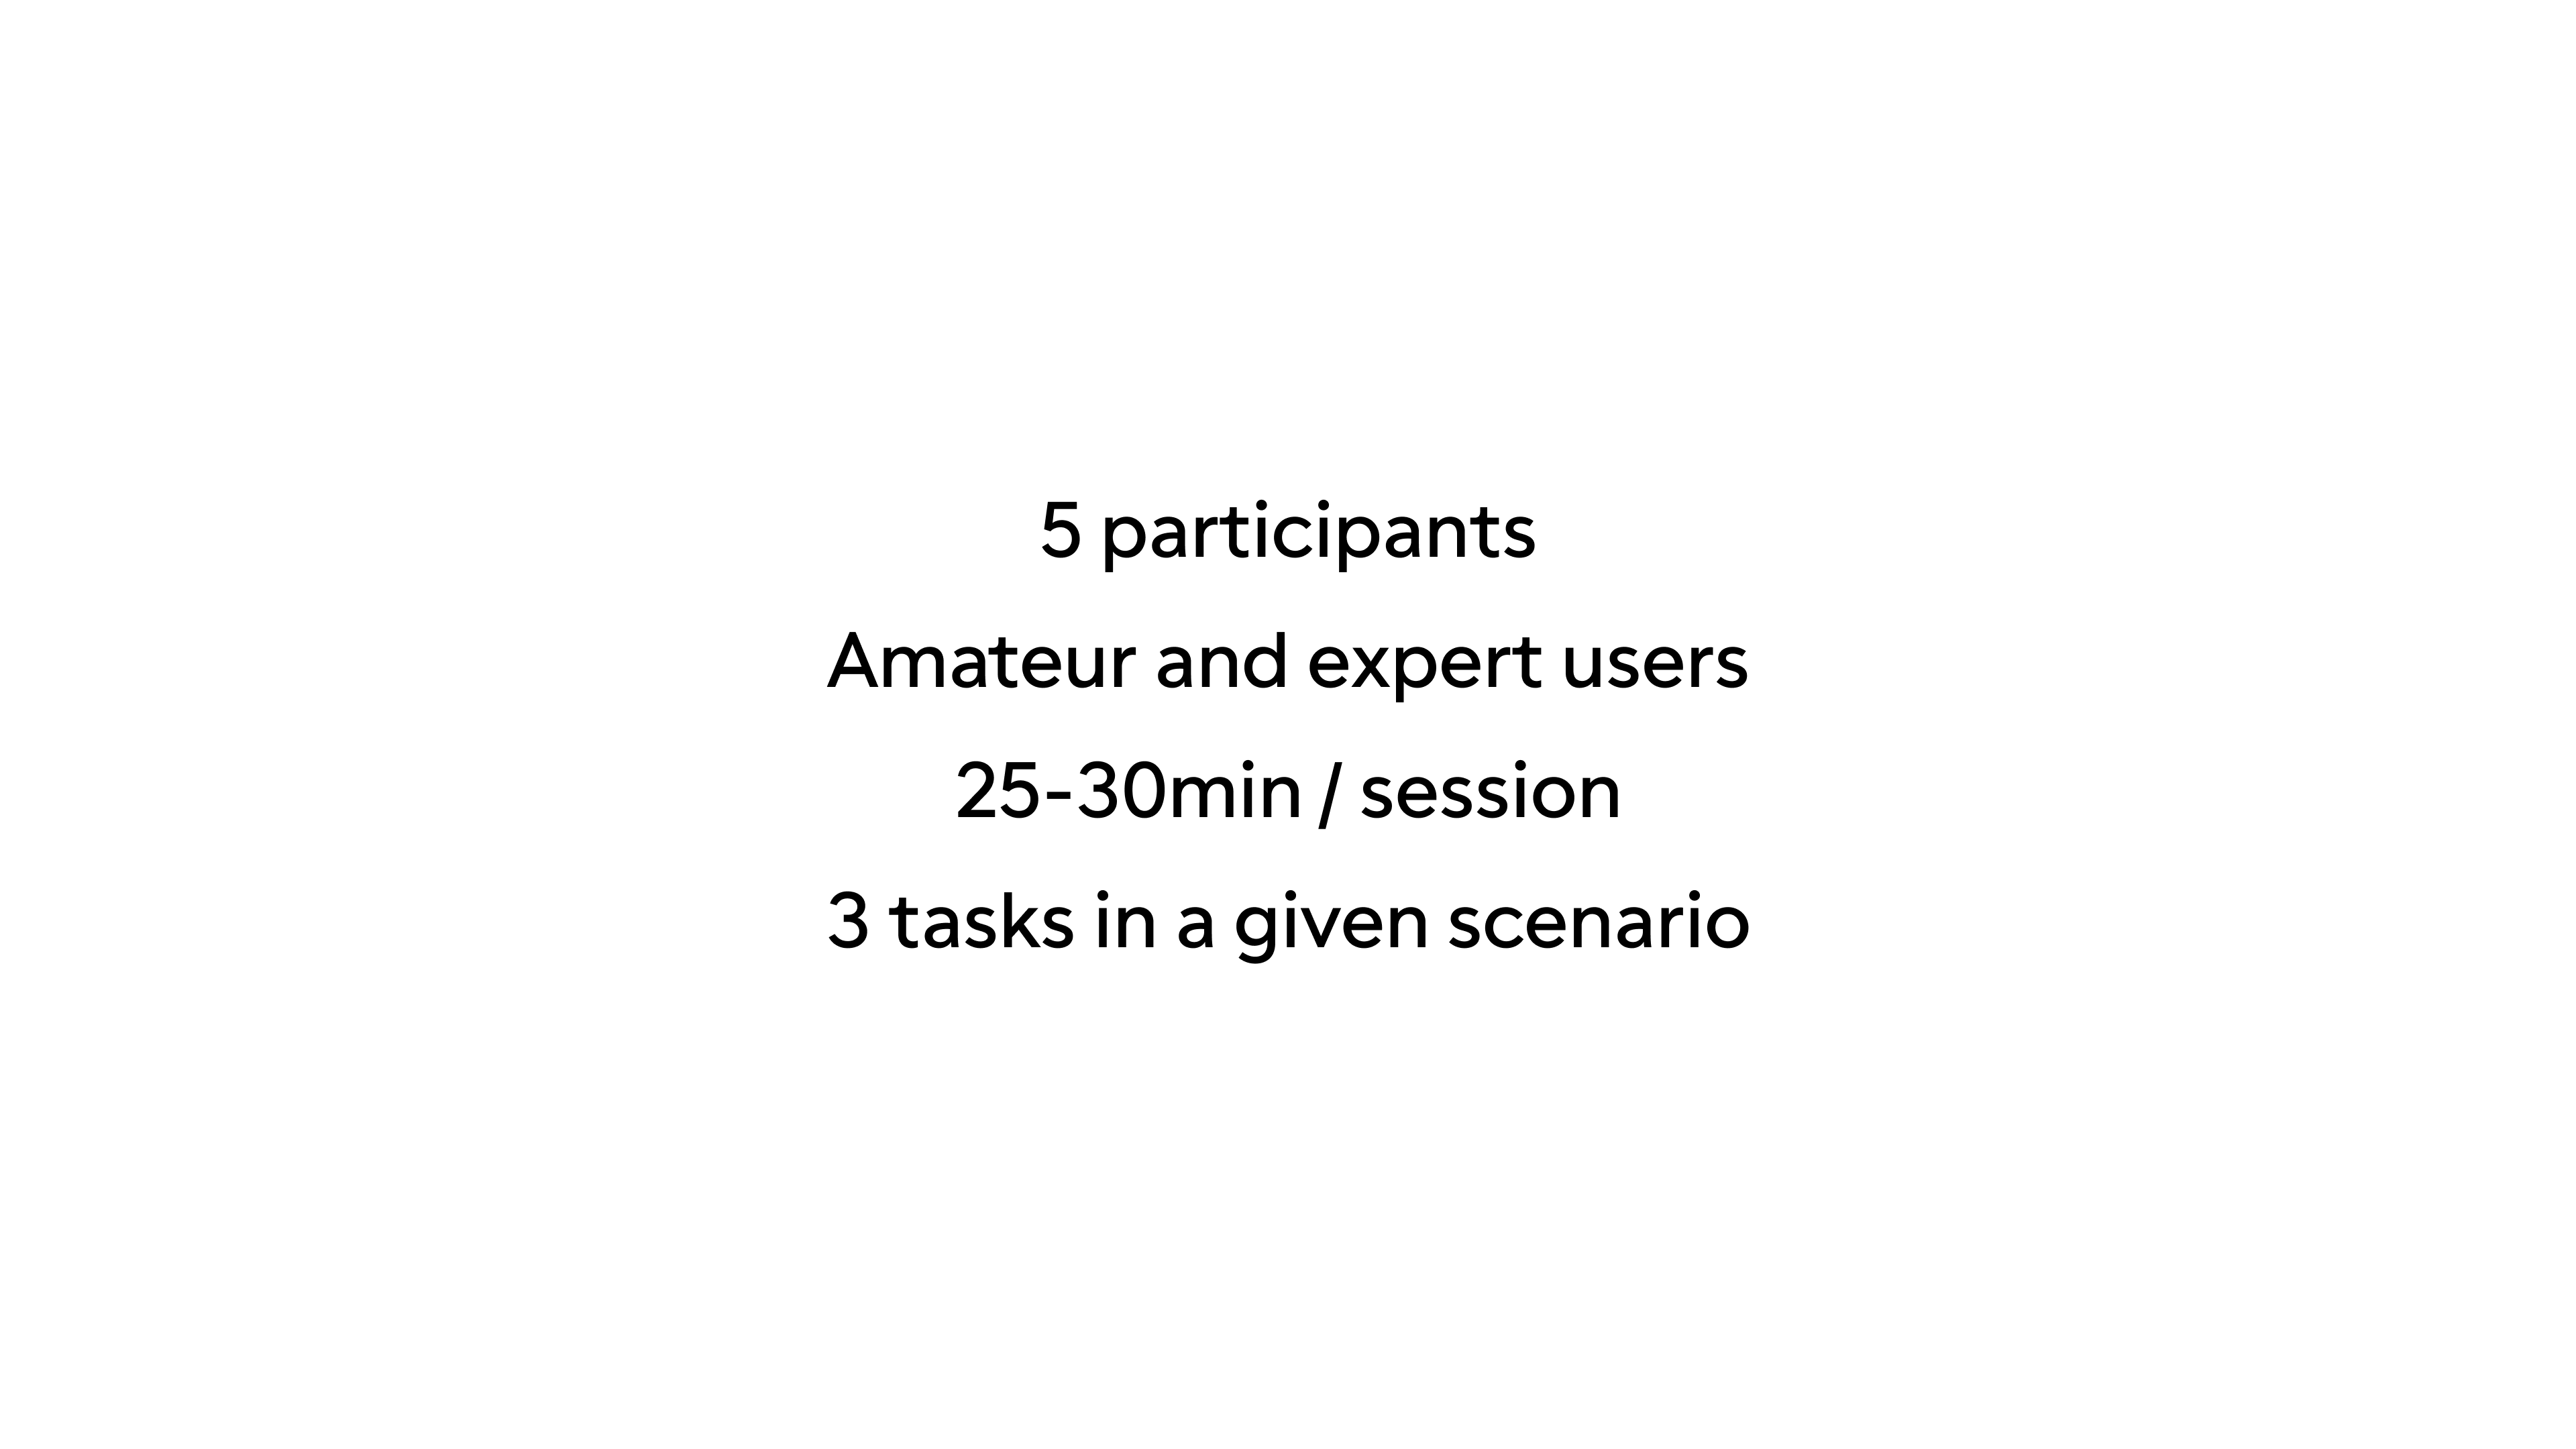 5 participants
Amateur and expert users
25-30min / session
3 tasks in a given scenario